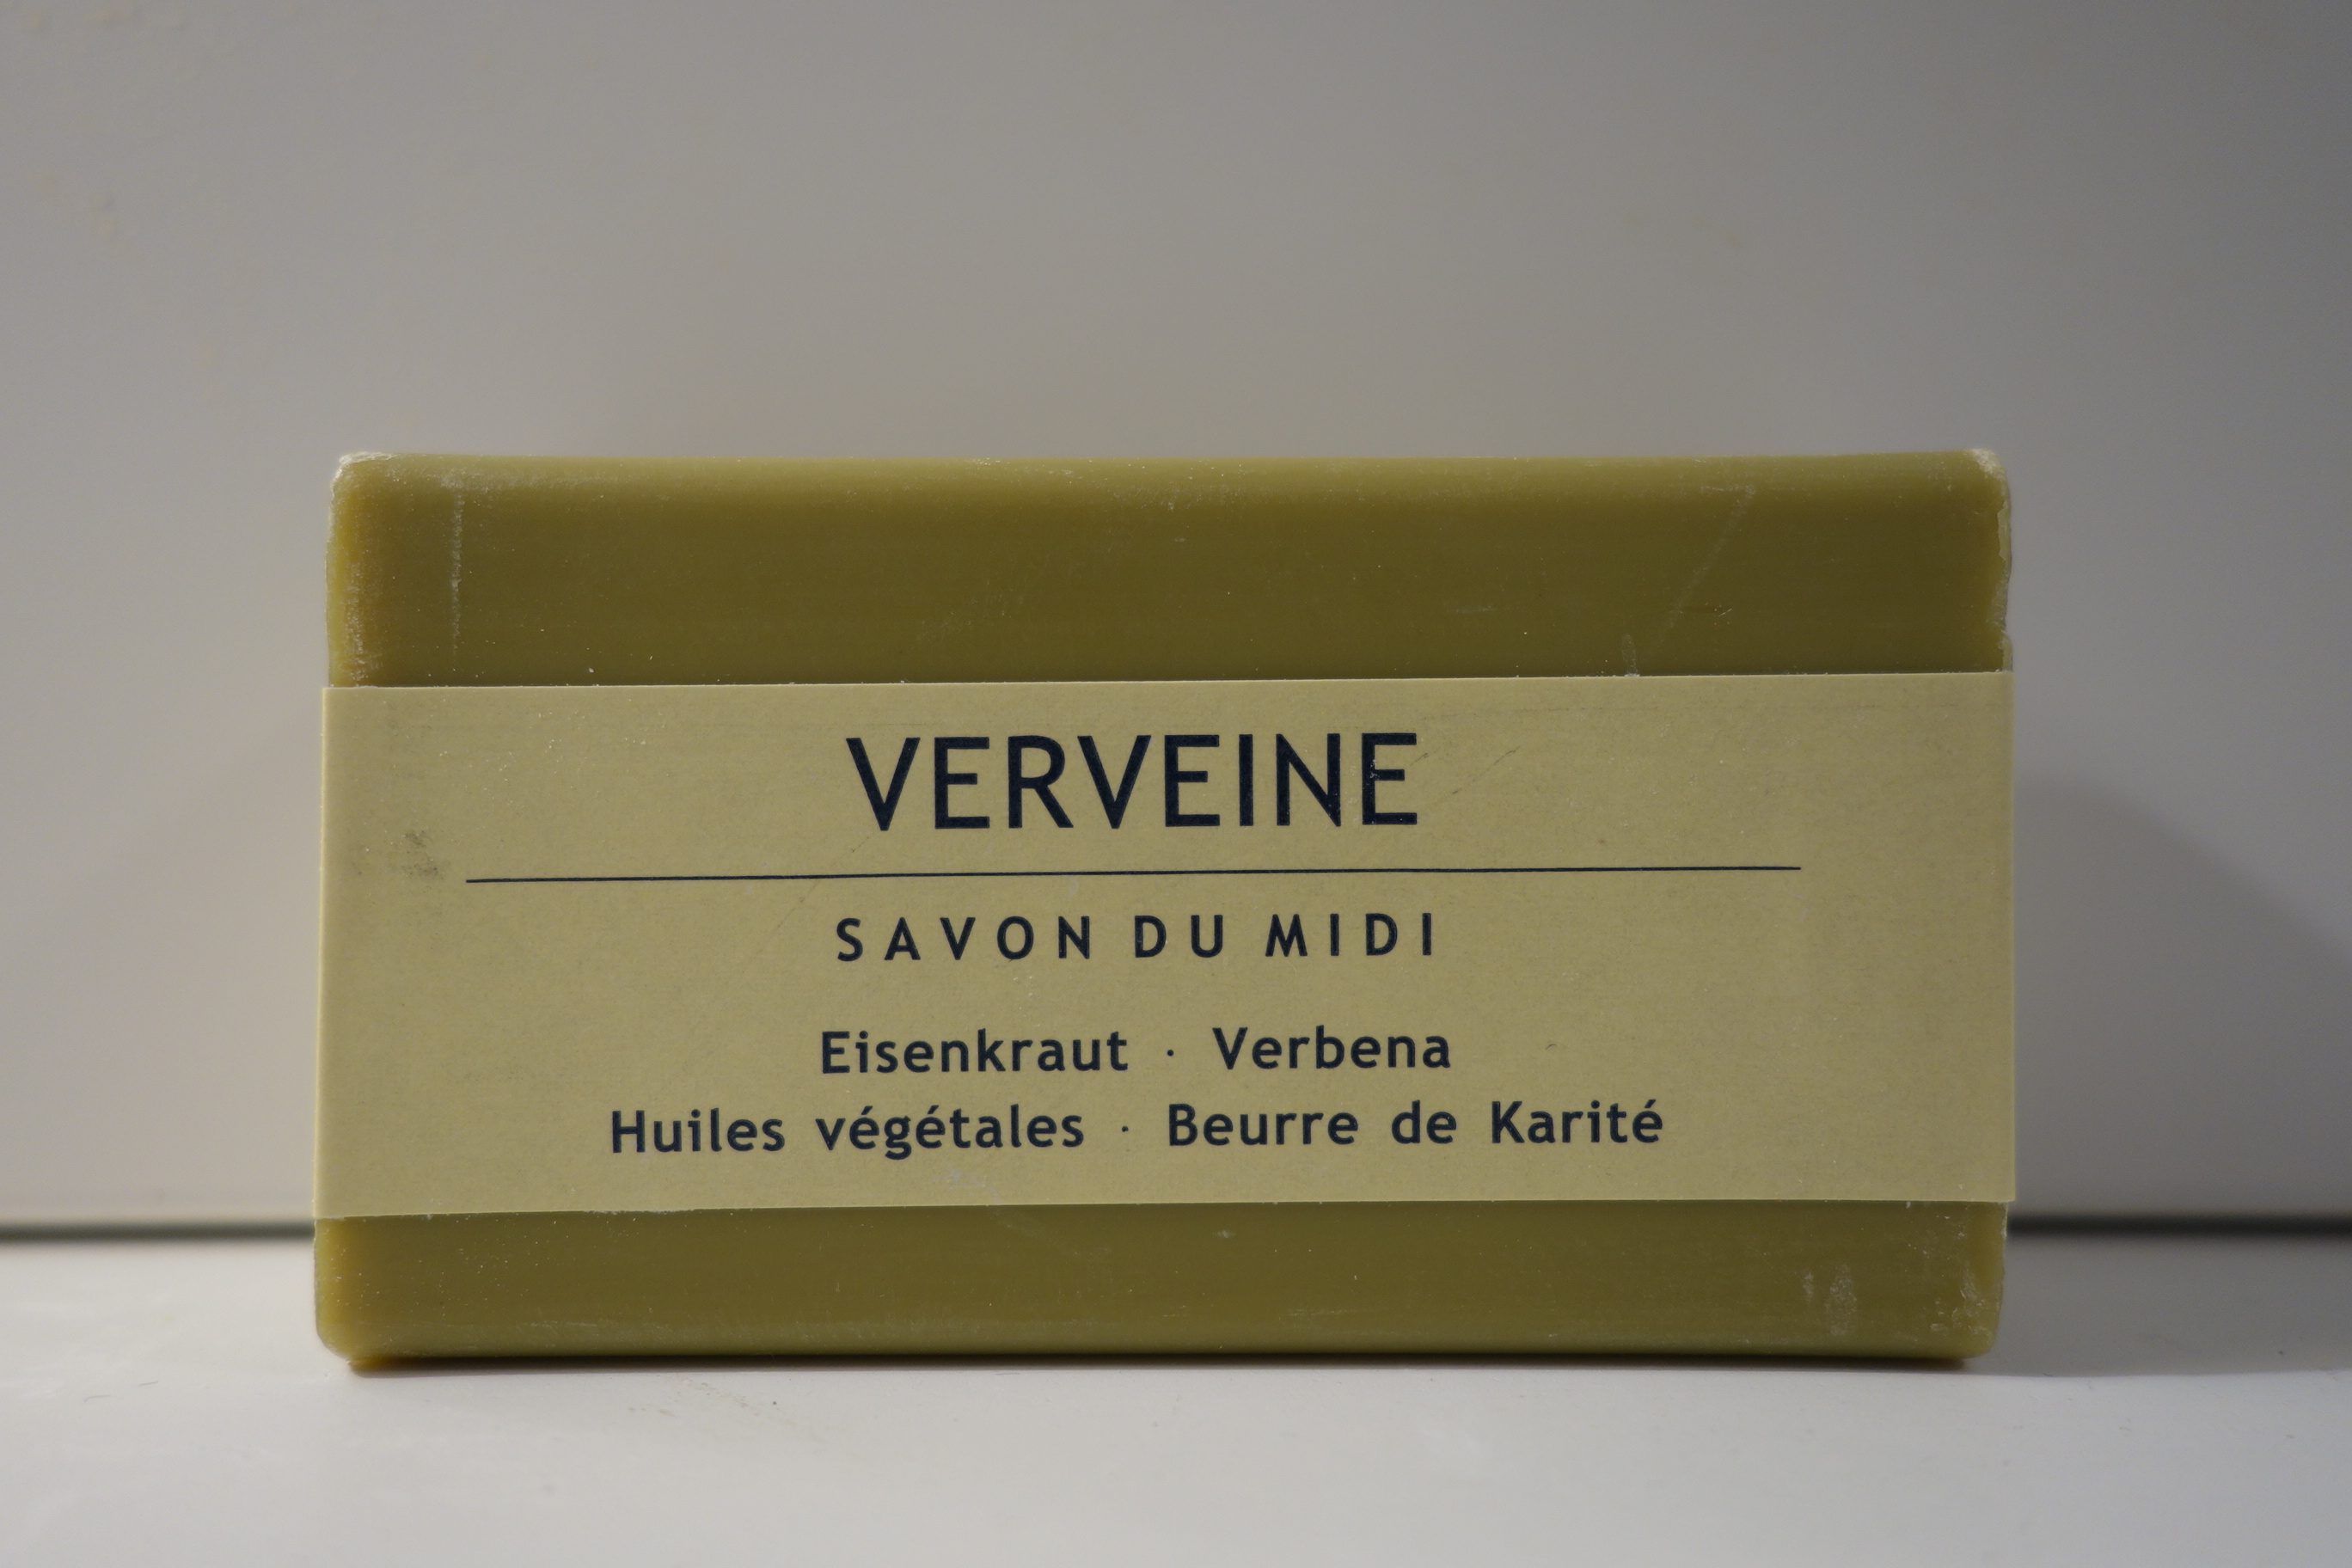 VERVEINE
SAVON DU MIDI
Eisenkraut · Verbena
Huiles végétales · Beurre de Karité